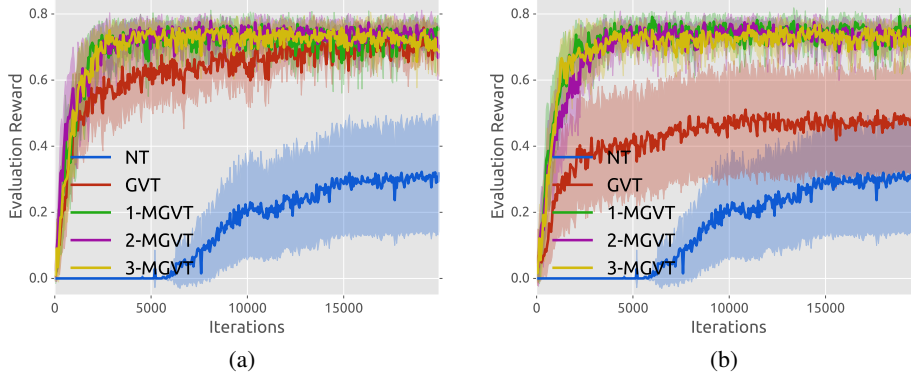 0.8
0.6
0.4
0.2
0.0
Evaluation Reward
NT
GVT
1-MGVT
2-MGVT
3-MGVT
0
5000
10000
15000
Iterations
(a)
0.8
0.6
0.4
0.2
0.0
Evaluation Reward
NT
GVT
1-MGVT
2-MGVT
3-MGVT
0
5000
10000
15000
Iterations
(b)